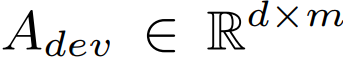 A_{dev} ∈ ℝ^{d×m}